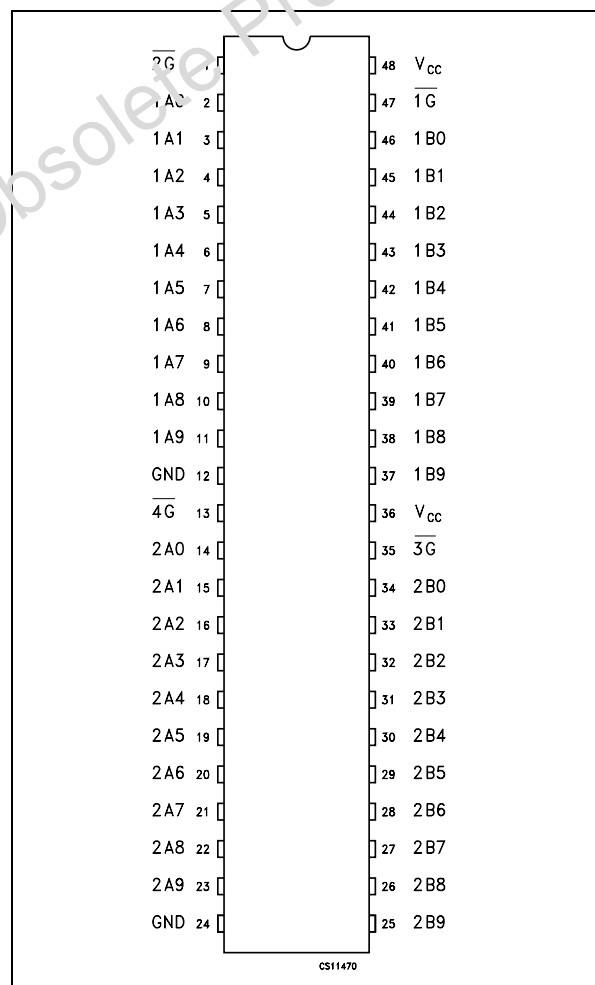 obsolete Pro
2G 1 48 VCC
1A0 2 47 1G
1A1 3 46 1B0
1A2 4 45 1B1
1A3 5 44 1B2
1A4 6 43 1B3
1A5 7 42 1B4
1A6 8 41 1B5
1A7 9 40 1B6
1A8 10 39 1B7
1A9 11 38 1B8
GND 12 37 1B9
4G 13 36 VCC
2A0 14 35 3G
2A1 15 34 2B0
2A2 16 33 2B1
2A3 17 32 2B2
2A4 18 31 2B3
2A5 19 30 2B4
2A6 20 29 2B5
2A7 21 28 2B6
2A8 22 27 2B7
2A9 23 26 2B8
GND 24 25 2B9
CS11470